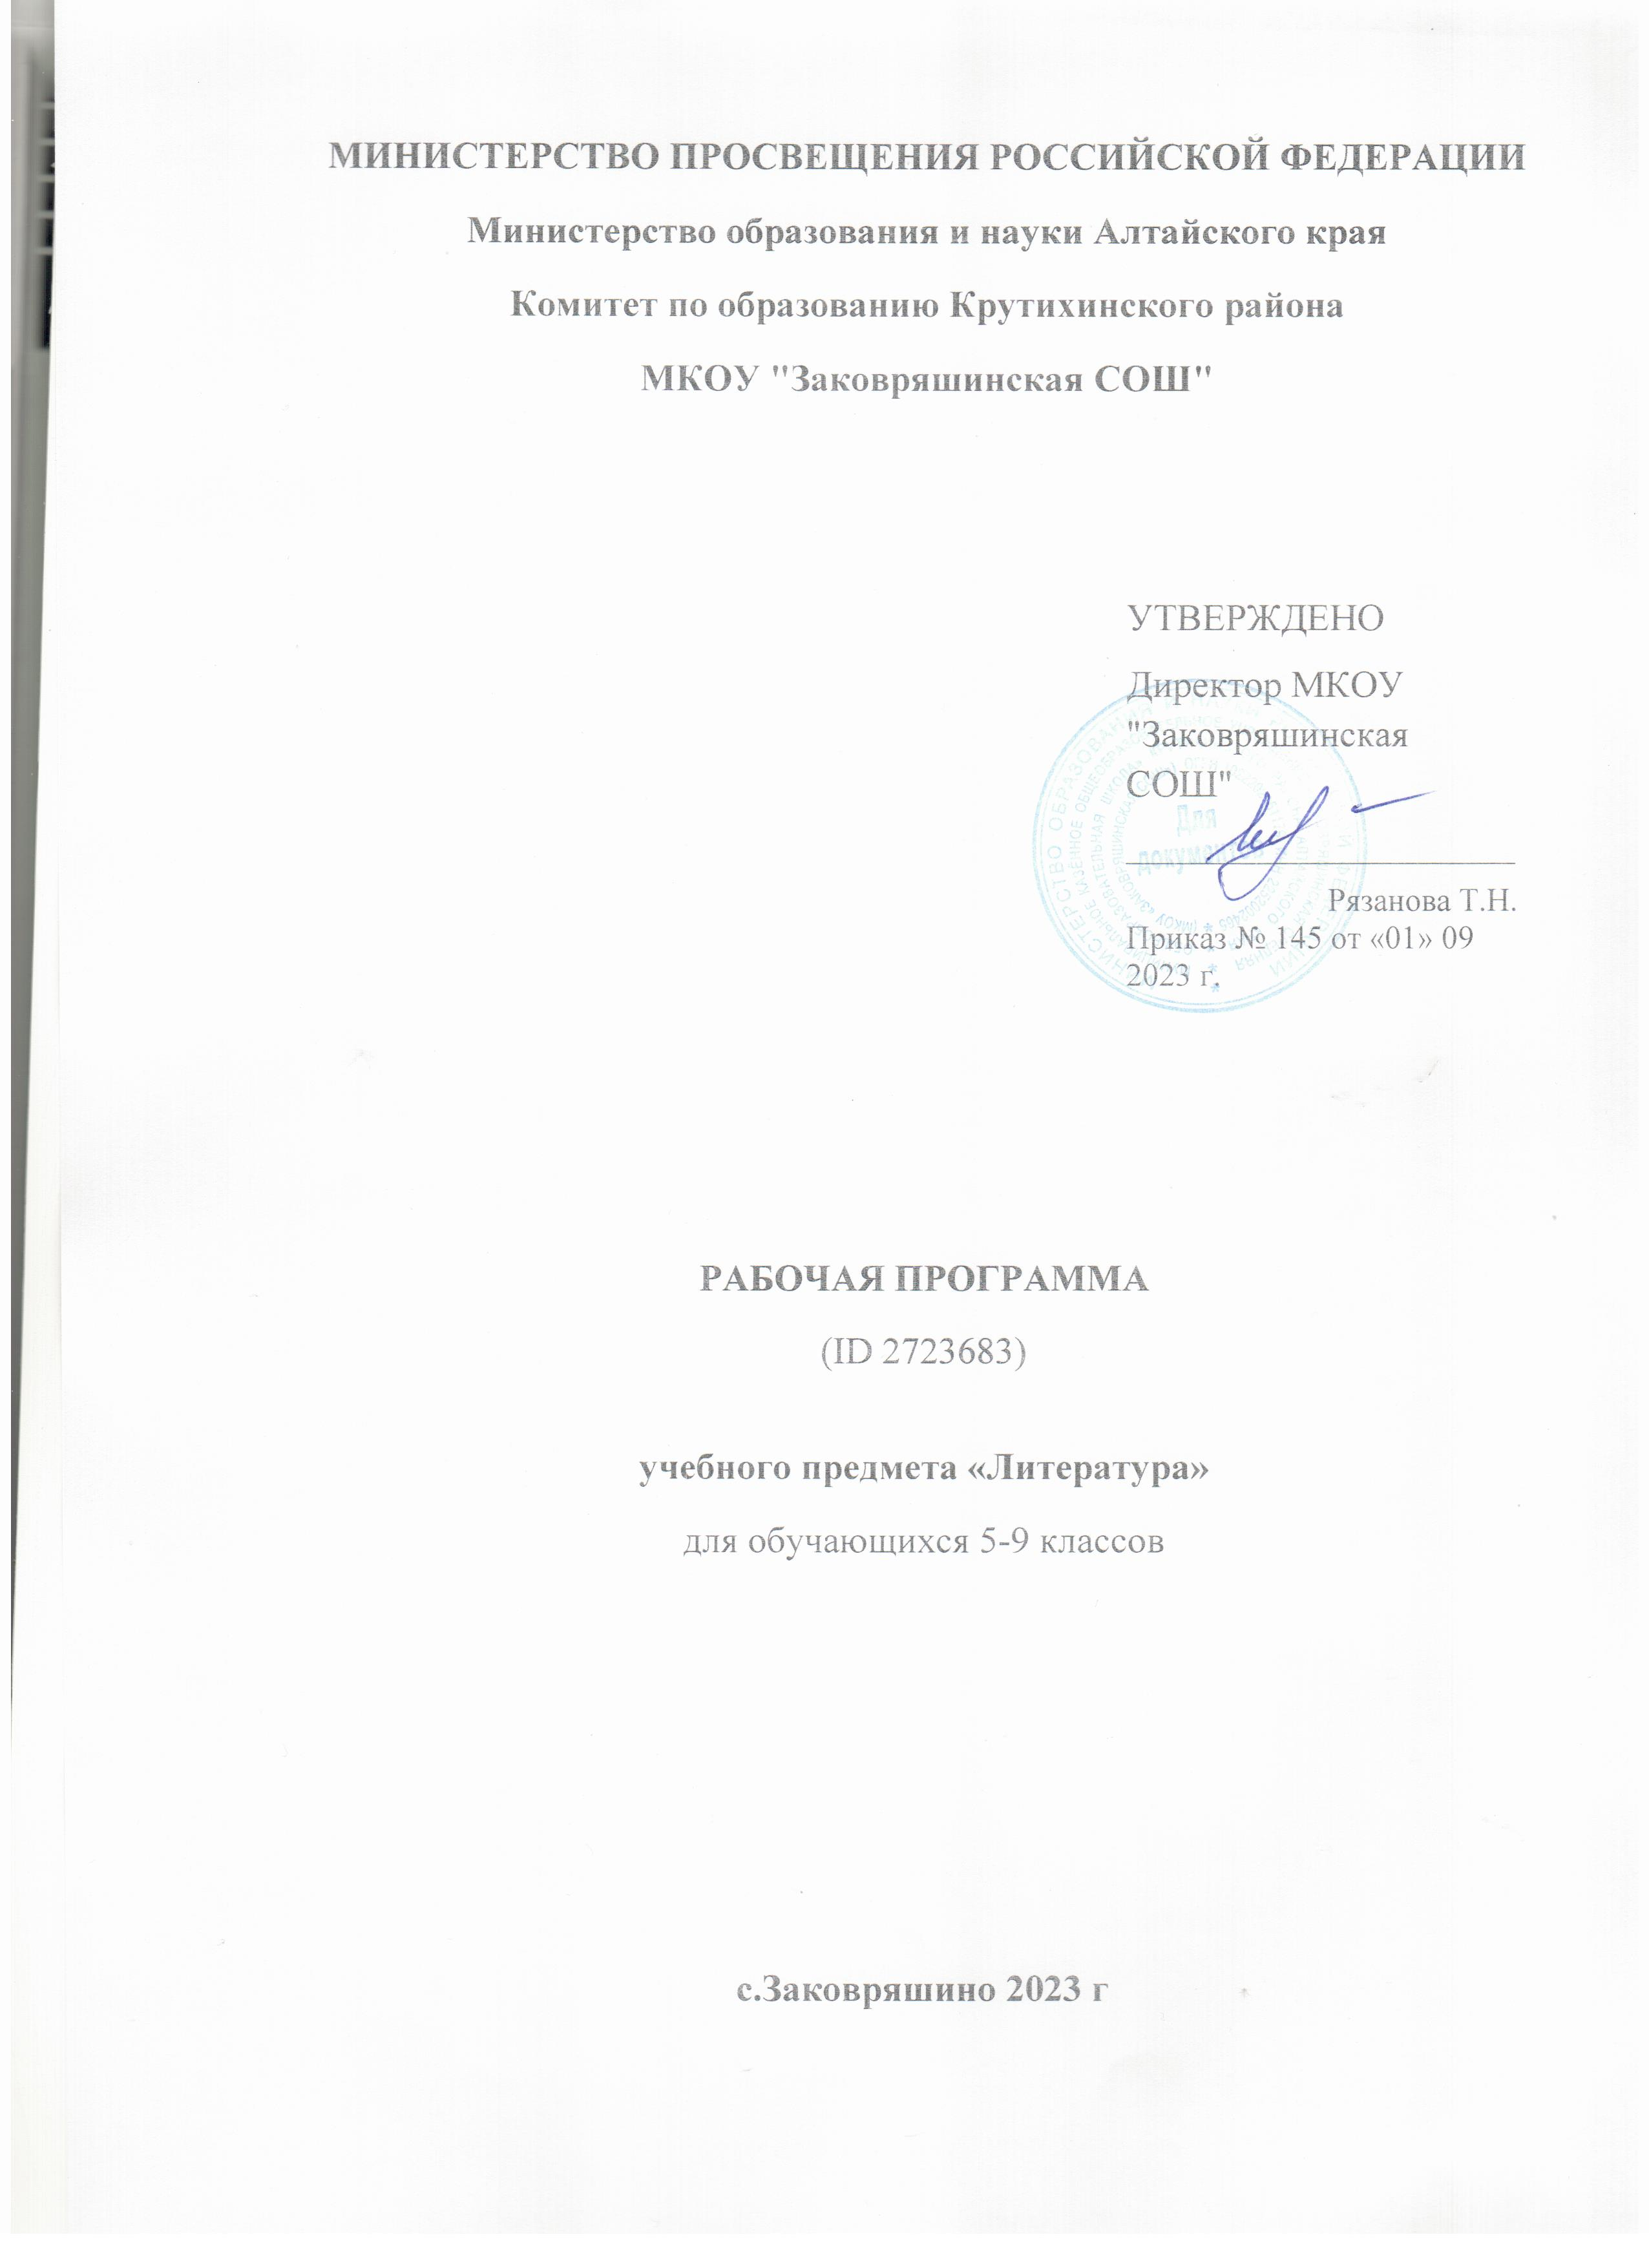 МИНИСТЕРСТВО ПРОСВЕЩЕНИЯ РОССИЙСКОЙ ФЕДЕРАЦИИ
Министерство образования и науки Алтайского края
Комитет по образованию Крутихинского района
МКОУ "Заковряшинская СОШ"
УТВЕРЖДЕНО
Директор МКОУ
"Заковряшинская
СОШ"
Для
документов
Рязанова Т.Н.
Приказ № 145 от «01» 09
2023 г.
РАБОЧАЯ ПРОГРАММА
(ID 2723683)
учебного предмета «Литература»
для обучающихся 5-9 классов
с.Заковряшино 2023 г